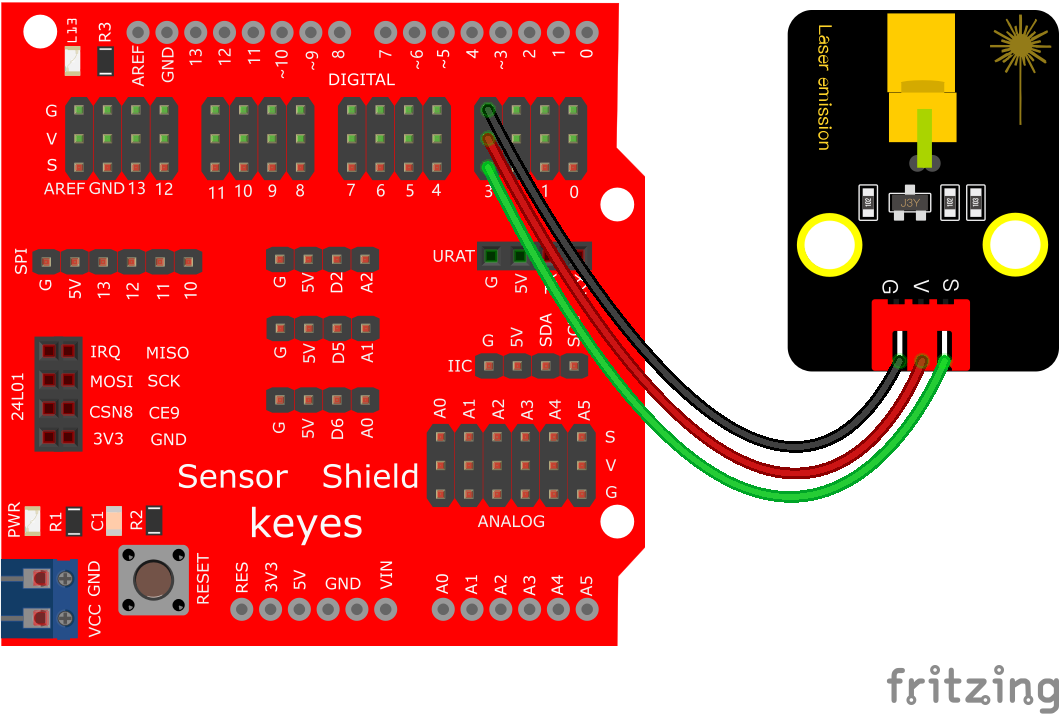 L13
R3
AREF
GND
13
12
11
~10
~9
8
7
~6
~5
4
~3
2
1
0
DIGITAL
G
V
S
AREF GND 13 12
11 10 9 8
7 6 5 4
3 1 0
SPI
G 5V 13 12 11 10
G 5V D2 A2
G 5V D5 A1
G 5V D6 A0
URAT
G 5V
IIC
G 5V SDA
24L01
IRQ MISO
MOSI SCK
CSN8 CE9
3V3 GND
A0 A1 A2 A3 A4 A5
S
V
G
ANALOG
Sensor Shield
keyes
PWR
R1
C1
R2
GND
VCC
RESET
RES 3V3 5V GND VIN
A0 A1 A2 A3 A4 A5
Laser emission
102
J3Y
102
103
G V S
fritzing